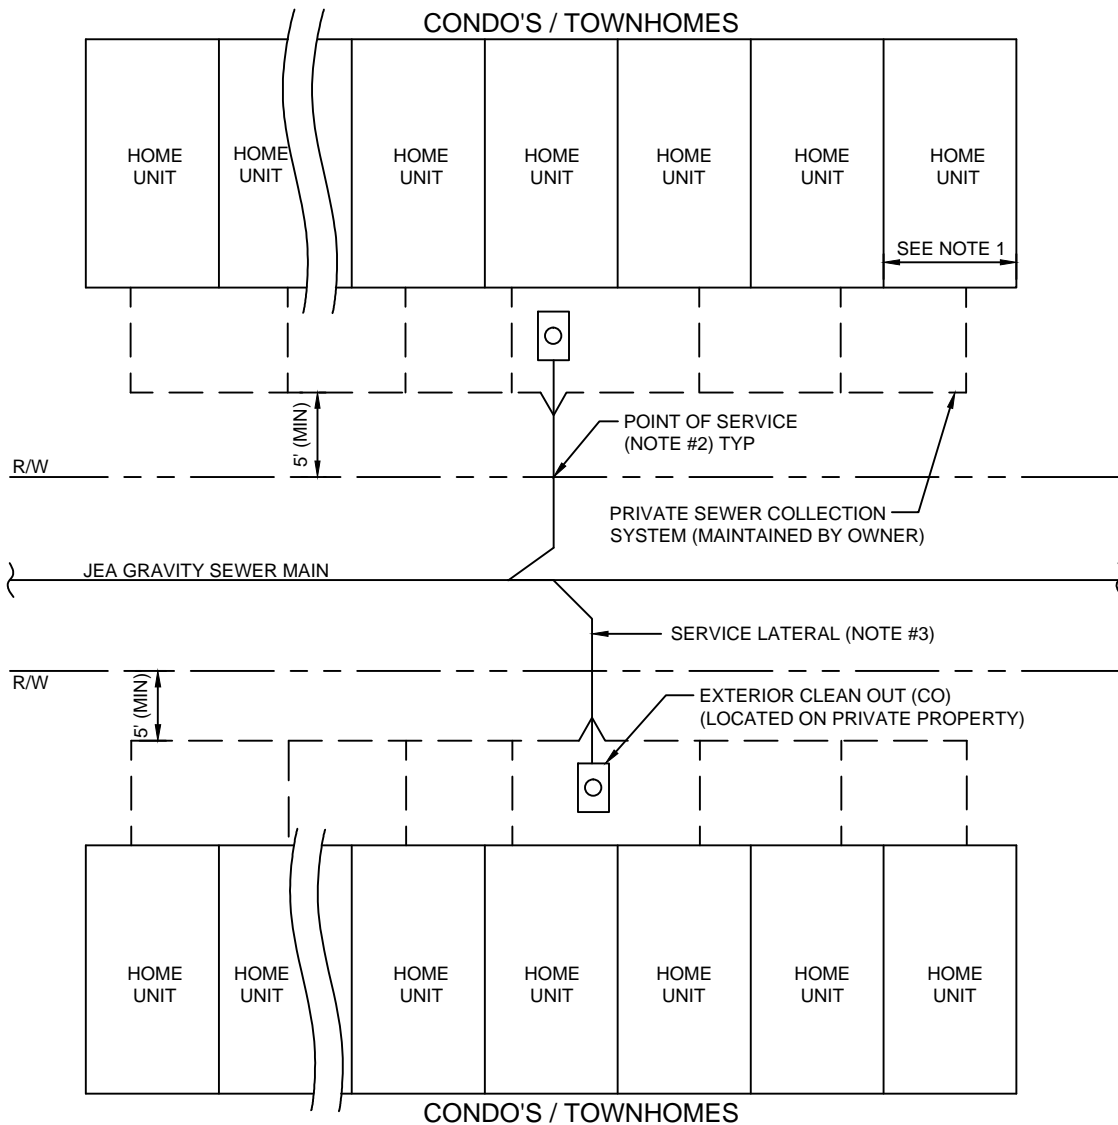 CONDO'S / TOWNHOMES
HOME
UNIT
HOME
UNIT
HOME
UNIT
HOME
UNIT
HOME
UNIT
HOME
UNIT
HOME
UNIT
SEE NOTE 1
5' (MIN)
POINT OF SERVICE
(NOTE #2) TYP
R/W
PRIVATE SEWER COLLECTION
SYSTEM (MAINTAINED BY OWNER)
JEA GRAVITY SEWER MAIN
SERVICE LATERAL (NOTE #3)
R/W
5' (MIN)
EXTERIOR CLEAN OUT (CO)
(LOCATED ON PRIVATE PROPERTY)
HOME
UNIT
HOME
UNIT
HOME
UNIT
HOME
UNIT
HOME
UNIT
HOME
UNIT
HOME
UNIT
CONDO'S / TOWNHOMES